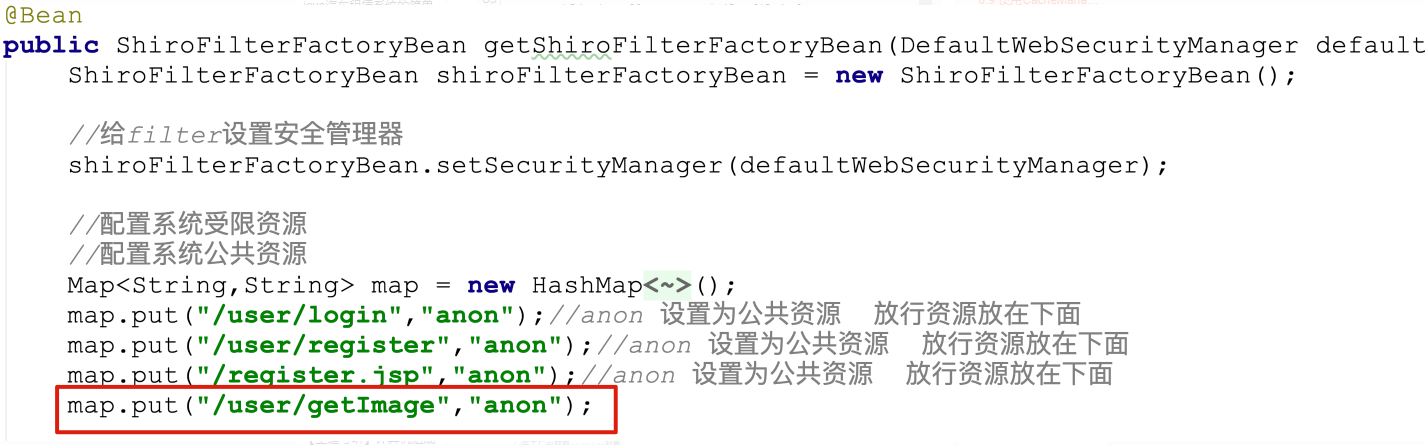 @Bean
public ShiroFilterFactoryBean getShiroFilterFactoryBean(DefaultWebSecurityManager default
ShiroFilterFactoryBean shiroFilterFactoryBean = new ShiroFilterFactoryBean();
//给filter设置安全管理器
shiroFilterFactoryBean.setSecurityManager(defaultWebSecurityManager);
//配置系统受限资源
//配置系统公共资源
Map<String,String> map = new HashMap<~>();
map.put("/user/login","anon");//anon 设置为公共资源  放行资源放在下面
map.put("/user/register","anon");//anon 设置为公共资源  放行资源放在下面
map.put("/register.jsp","anon");//anon 设置为公共资源  放行资源放在下面
map.put("/user/getImage","anon");